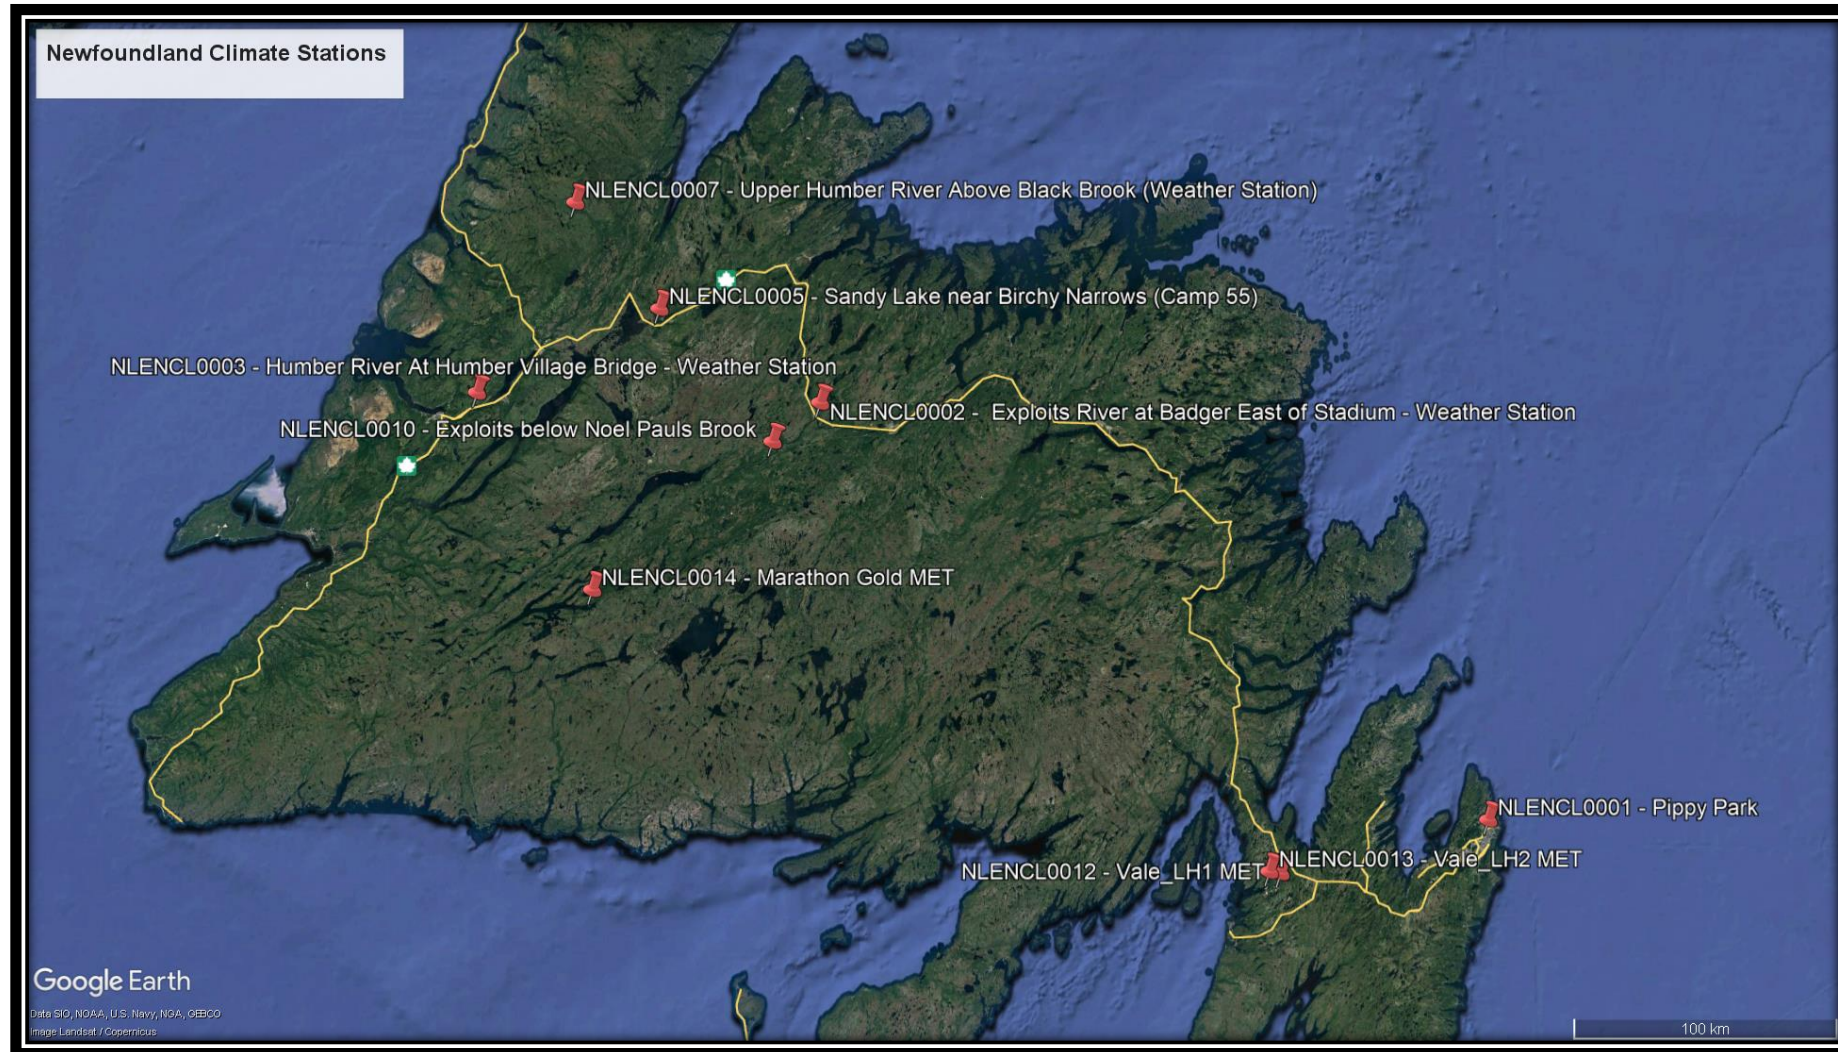 Newfoundland Climate Stations
NLENCL0007 - Upper Humber River Above Black Brook (Weather Station)
NLENCL0005 - Sandy Lake near Birchy Narrows (Camp 55)
NLENCL0003 - Humber River At Humber Village Bridge - Weather Station
NLENCL0002 - Exploits River at Badger East of Stadium - Weather Station
NLENCL0010 - Exploits below Noel Pauls Brook
NLENCL0014 - Marathon Gold MET
NLENCL0001 - Pippy Park
NLENCL0013 - Vale_LH2 MET
NLENCL0012 - Vale_LH1 MET
Google Earth
Data SIO, NOAA, U.S. Navy, NGA, GEBCO
Image Landsat / Copernicus
100 km